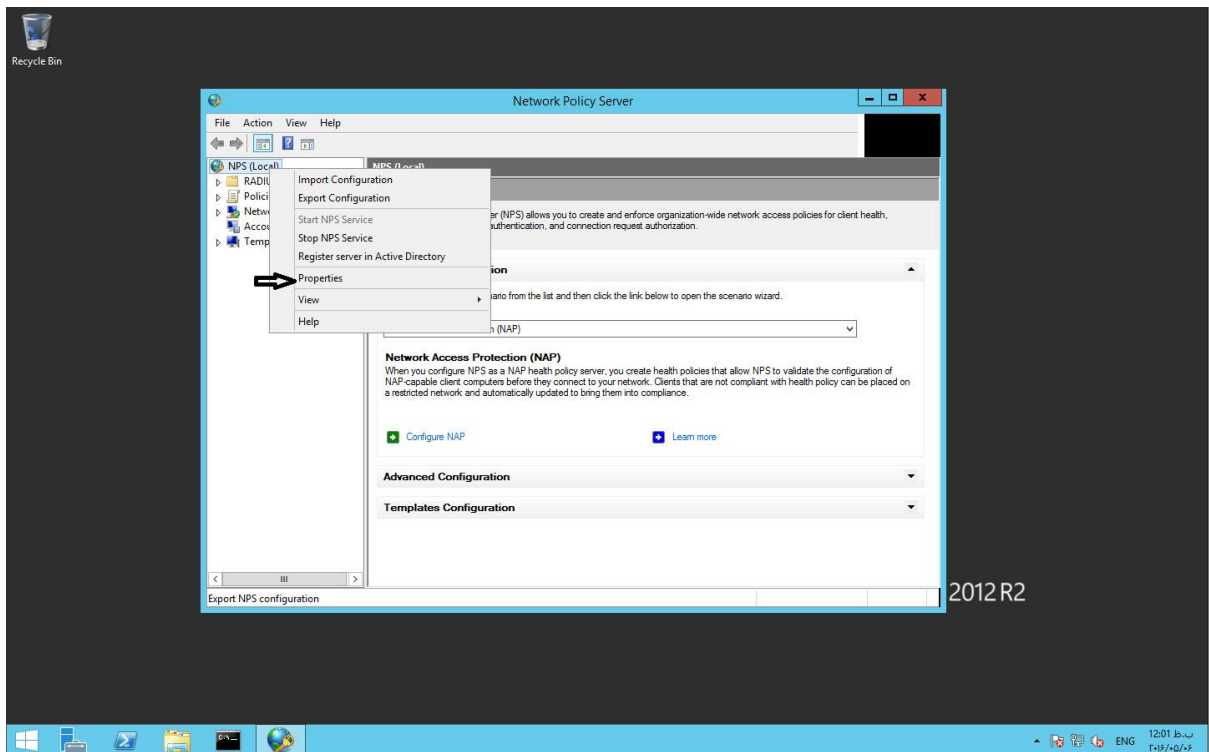 Recycle Bin
Network Policy Server
File Action View Help
NPS (Local)
NPS (Local)
RADIU
Polici
Netwo
Accou
Temp
Import Configuration
Export Configuration
Start NPS Service
Stop NPS Service
Register server in Active Directory
Properties
View
Help
er (NPS) allows you to create and enforce organization-wide network access policies for client health,
uthentication, and connection request authorization.
ion
ario from the list and then click the link below to open the scenario wizard.
n (NAP)
Network Access Protection (NAP)
When you configure NPS as a NAP health policy server, you create health policies that allow NPS to validate the configuration of
NAP-capable client computers before they connect to your network. Clients that are not compliant with health policy can be placed on
a restricted network and automatically updated to bring them into compliance.
Configure NAP
Learn more
Advanced Configuration
Templates Configuration
Export NPS configuration
2012 R2
ENG
12:01 ب.ظ
۲۰۱۶/۰۵/۰۶